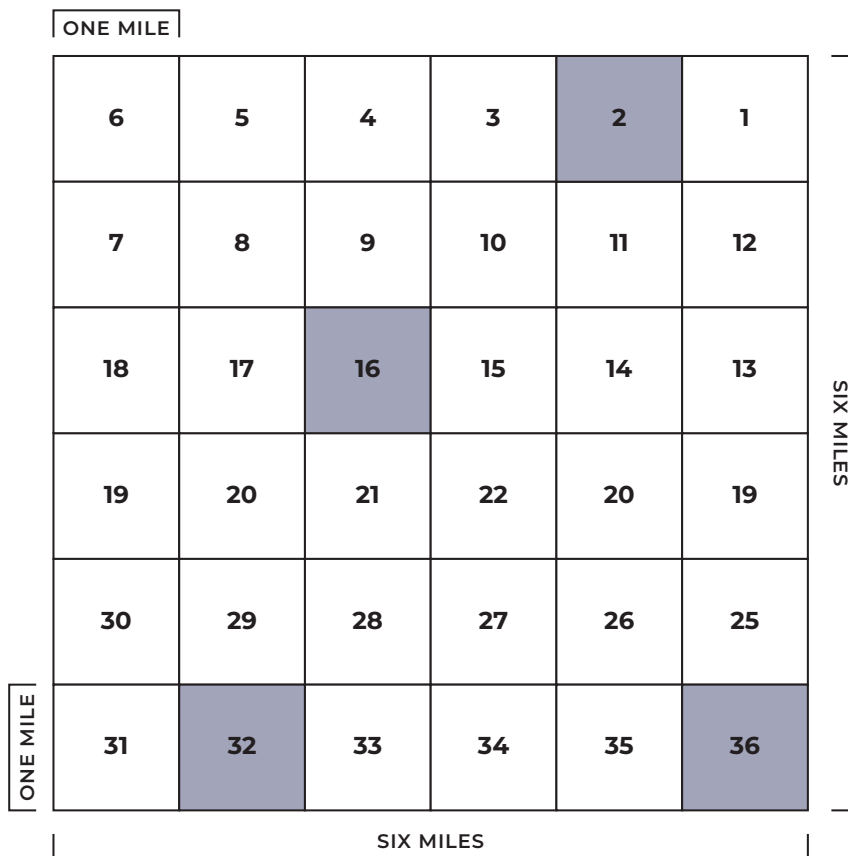 ONE MILE
6 5 4 3 2 1
7 8 9 10 11 12
18 17 16 15 14 13
SIX MILES
19 20 21 22 20 19
30 29 28 27 26 25
ONE MILE
31 32 33 34 35 36
SIX MILES